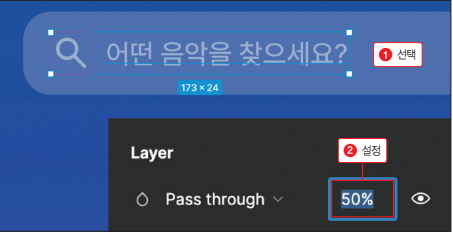 어떤 음악을 찾으세요?
1 선택
173 × 24
Layer
2 설정
Pass through
50%